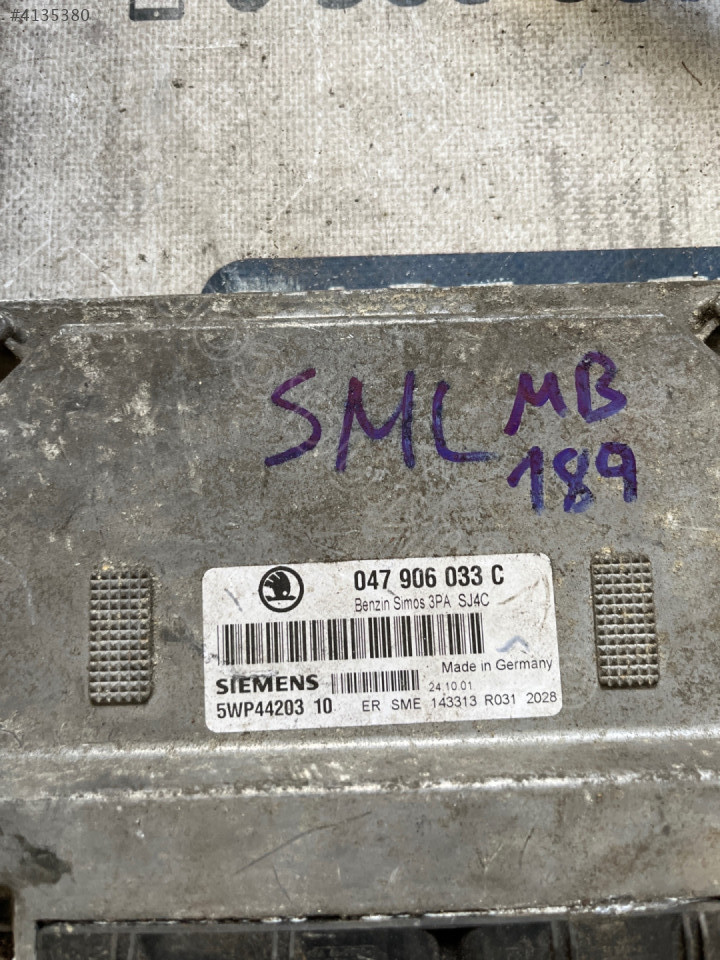 #4135380
SML MB
189
047 906 033 C
Benzin Simos 3PA SJ4C
Made in Germany
SIEMENS 24.10.01
5WP44203 10 ER SME 143313 R031 2028